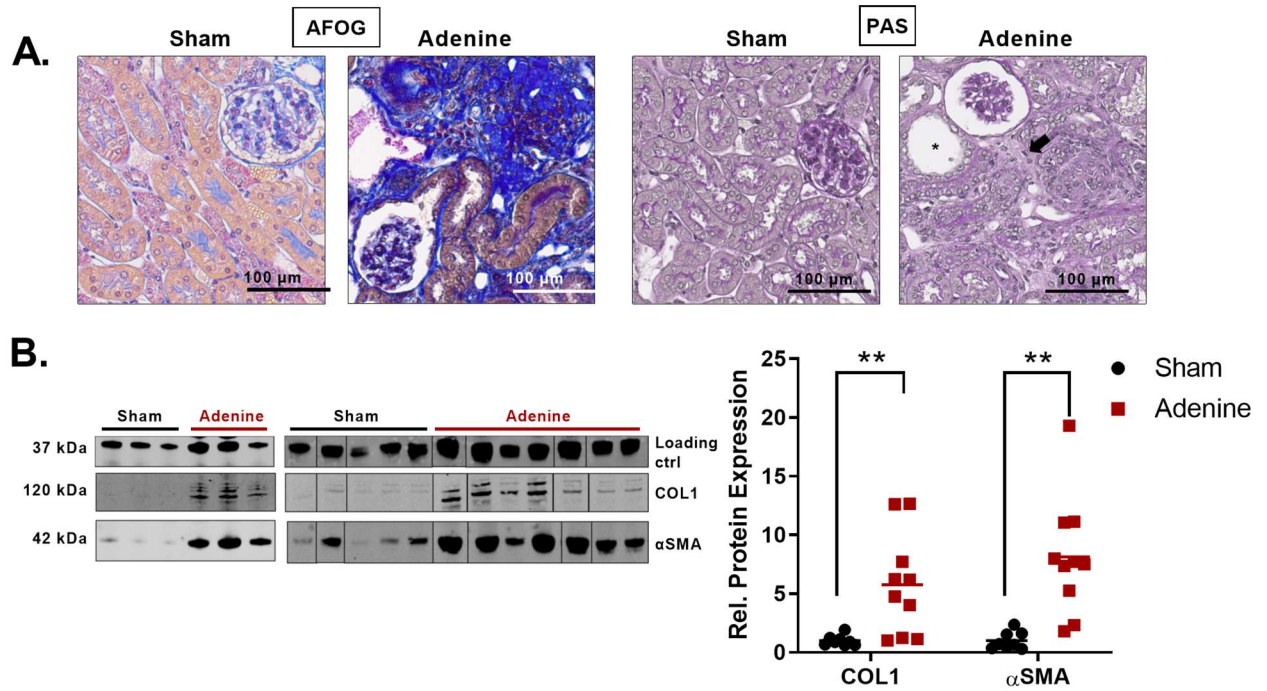 A.
AFOG
PAS
Sham
Adenine
Sham
Adenine
*
100 μm
100 μm
100 μm
100 μm
B.
Sham
Adenine
Sham
Adenine
37 kDa
Loading
ctrl
120 kDa
COL1
42 kDa
αSMA
Rel. Protein Expression
25
20
15
10
5
0
**
**
COL1
αSMA
Sham
Adenine